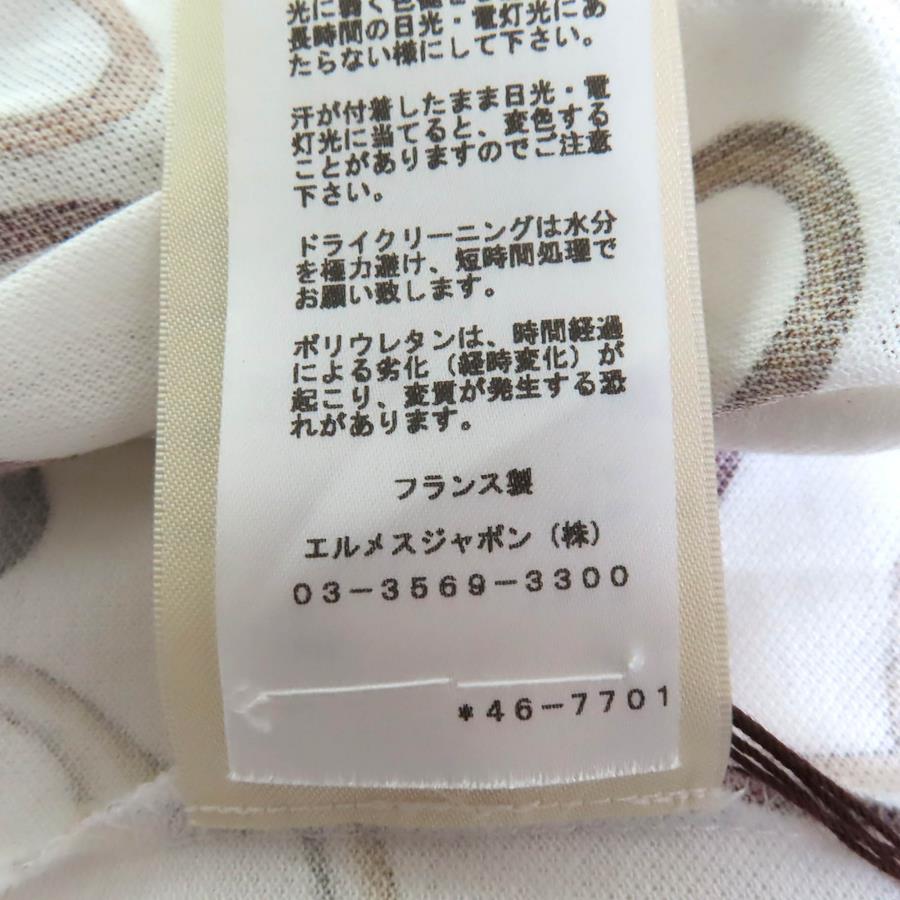 光に弱く色
長時間の日光・電灯光にあ
たらない様にして下さい。
汗が付着したまま日光・電
灯光に当てると、変色する
ことがありますのでご注意
下さい。
ドライクリーニングは水分
を極力避け、短時間処理で
お願い致します。
ポリウレタンは、時間経過
による劣化(経時変化)が
起こり、変質が発生する恐
れがあります。
フランス製
エルメスジャポン(株)
03-3569-3300
*46-7701